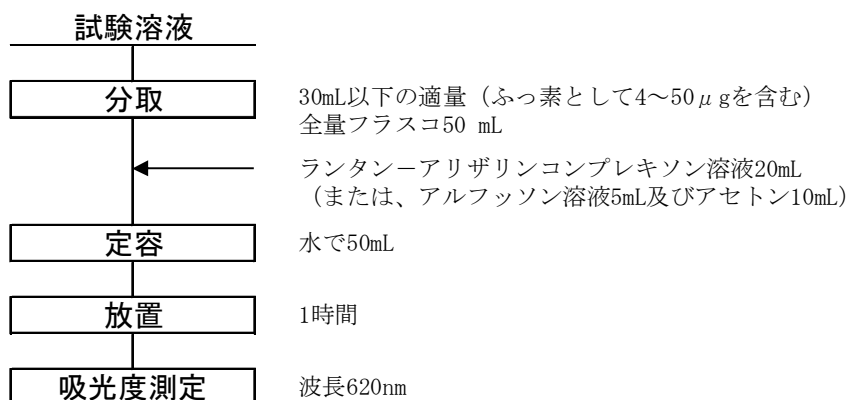 試験溶液
分取
30mL以下の適量（ふっ素として4～50μgを含む）
全量フラスコ50 mL
ランタン－アリザリンコンプレキソン溶液20mL
（または、アルフッソン溶液5mL及びアセトン10mL）
定容
水で50mL
放置
1時間
吸光度測定
波長620nm